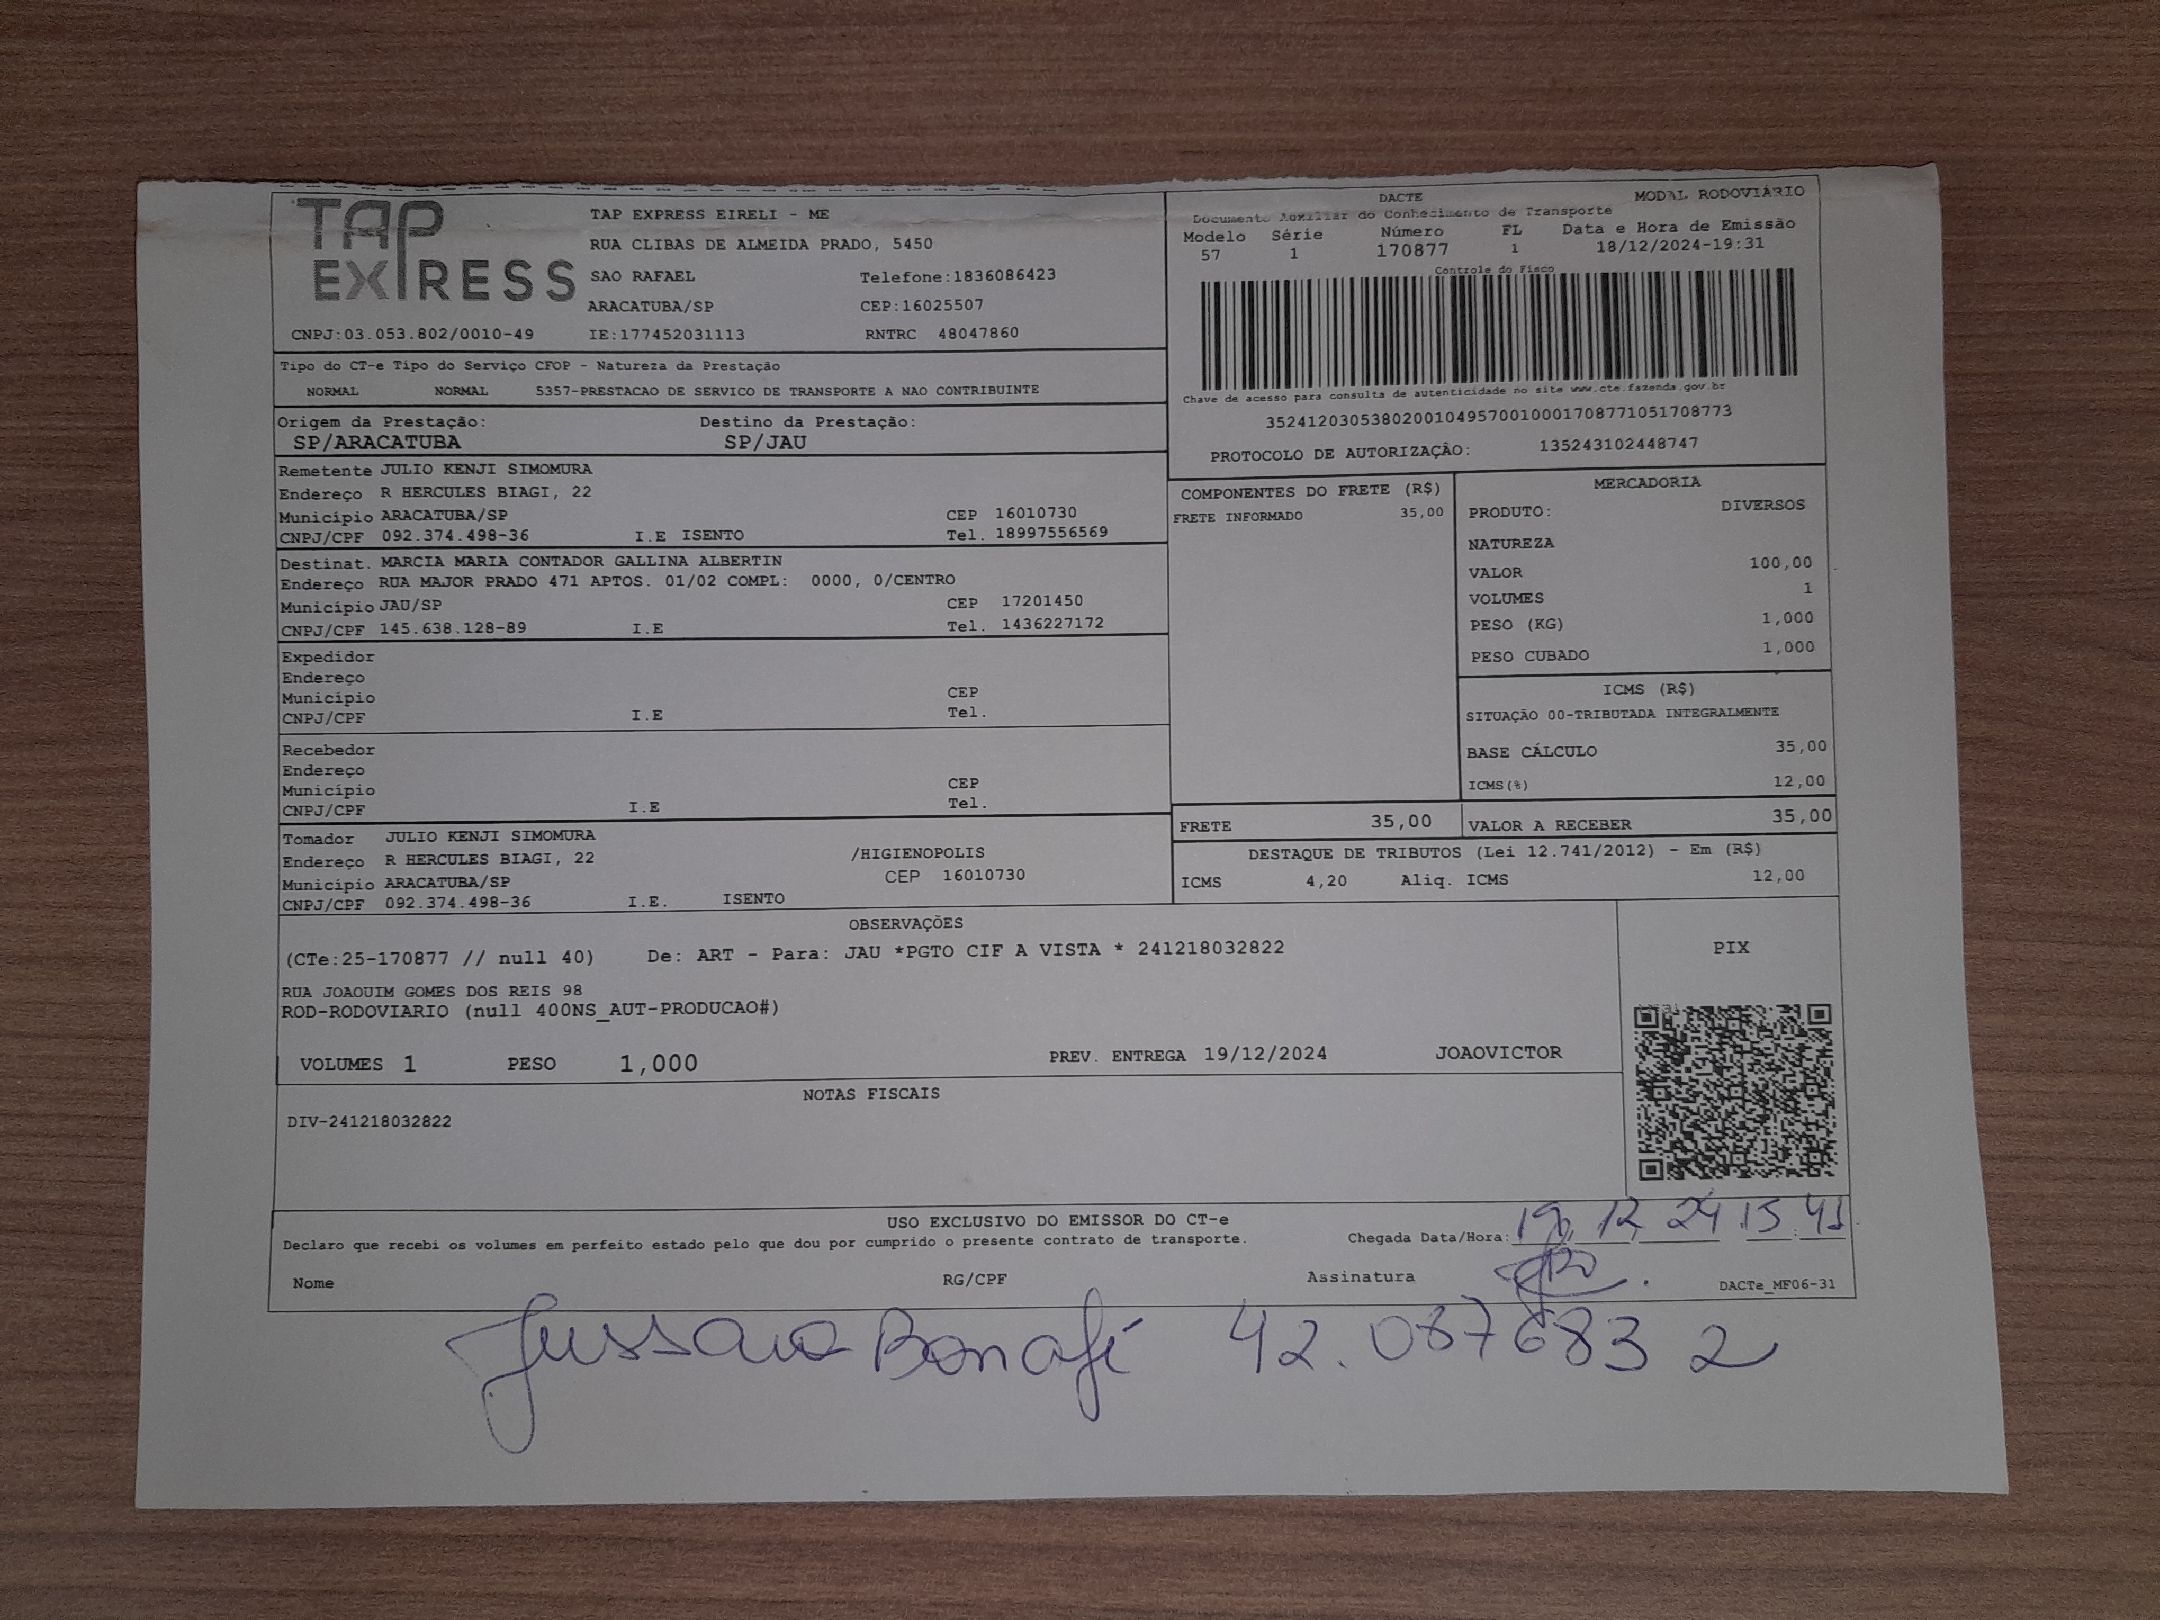 TAP EXPRESS
TAP EXPRESS EIRELI - ME
RUA CLIBAS DE ALMEIDA PRADO, 5450
SAO RAFAEL Telefone:1836086423
ARACATUBA/SP CEP:16025507
CNPJ:03.053.802/0010-49 IE:177452031113 RNTRC 48047860
DACTE MODAL RODOVIÁRIO
Documento Auxiliar do Conhecimento de Transporte
Modelo Série Número FL Data e Hora de Emissão
57 1 170877 1 18/12/2024-19:31
Controle do Fisco
Chave de acesso para consulta de autenticidade no site www.cte.fazenda.gov.br
35241203053802001049570010001708771051708773
PROTOCOLO DE AUTORIZAÇÃO: 135243102448747
Tipo do CT-e Tipo do Serviço CFOP - Natureza da Prestação
NORMAL NORMAL 5357-PRESTACAO DE SERVICO DE TRANSPORTE A NAO CONTRIBUINTE
Origem da Prestação: Destino da Prestação:
SP/ARACATUBA SP/JAU
Remetente JULIO KENJI SIMOMURA
Endereço R HERCULES BIAGI, 22
Município ARACATUBA/SP CEP 16010730
CNPJ/CPF 092.374.498-36 I.E ISENTO Tel. 18997556569
Destinat. MARCIA MARIA CONTADOR GALLINA ALBERTIN
Endereço RUA MAJOR PRADO 471 APTOS. 01/02 COMPL: 0000, 0/CENTRO
Município JAU/SP CEP 17201450
CNPJ/CPF 145.638.128-89 I.E Tel. 1436227172
Expedidor
Endereço
Município CEP
CNPJ/CPF I.E Tel.
Recebedor
Endereço
Município CEP
CNPJ/CPF I.E Tel.
Tomador JULIO KENJI SIMOMURA
Endereço R HERCULES BIAGI, 22 /HIGIENOPOLIS
Município ARACATUBA/SP CEP 16010730
CNPJ/CPF 092.374.498-36 I.E. ISENTO
COMPONENTES DO FRETE (R$)
FRETE INFORMADO 35,00
MERCADORIA
PRODUTO: DIVERSOS
NATUREZA
VALOR 100,00
VOLUMES 1
PESO (KG) 1,000
PESO CUBADO 1,000
ICMS (R$)
SITUAÇÃO 00-TRIBUTADA INTEGRALMENTE
BASE CÁLCULO 35,00
ICMS(%) 12,00
FRETE 35,00 VALOR A RECEBER 35,00
DESTAQUE DE TRIBUTOS (Lei 12.741/2012) - Em (R$)
ICMS 4,20 Aliq. ICMS 12,00
OBSERVAÇÕES
(CTe:25-170877 // null 40) De: ART - Para: JAU *PGTO CIF A VISTA * 241218032822
RUA JOAQUIM GOMES DOS REIS 98
ROD-RODOVIARIO (null 400NS_AUT-PRODUCAO#)
VOLUMES 1 PESO 1,000 PREV. ENTREGA 19/12/2024 JOAOVICTOR
PIX
NOTAS FISCAIS
DIV-241218032822
USO EXCLUSIVO DO EMISSOR DO CT-e
Declaro que recebi os volumes em perfeito estado pelo que dou por cumprido o presente contrato de transporte. Chegada Data/Hora: 19 12 24 15:41
Nome RG/CPF Assinatura DACTe_MF06-31
Jussara Bonafé 42.087683 2